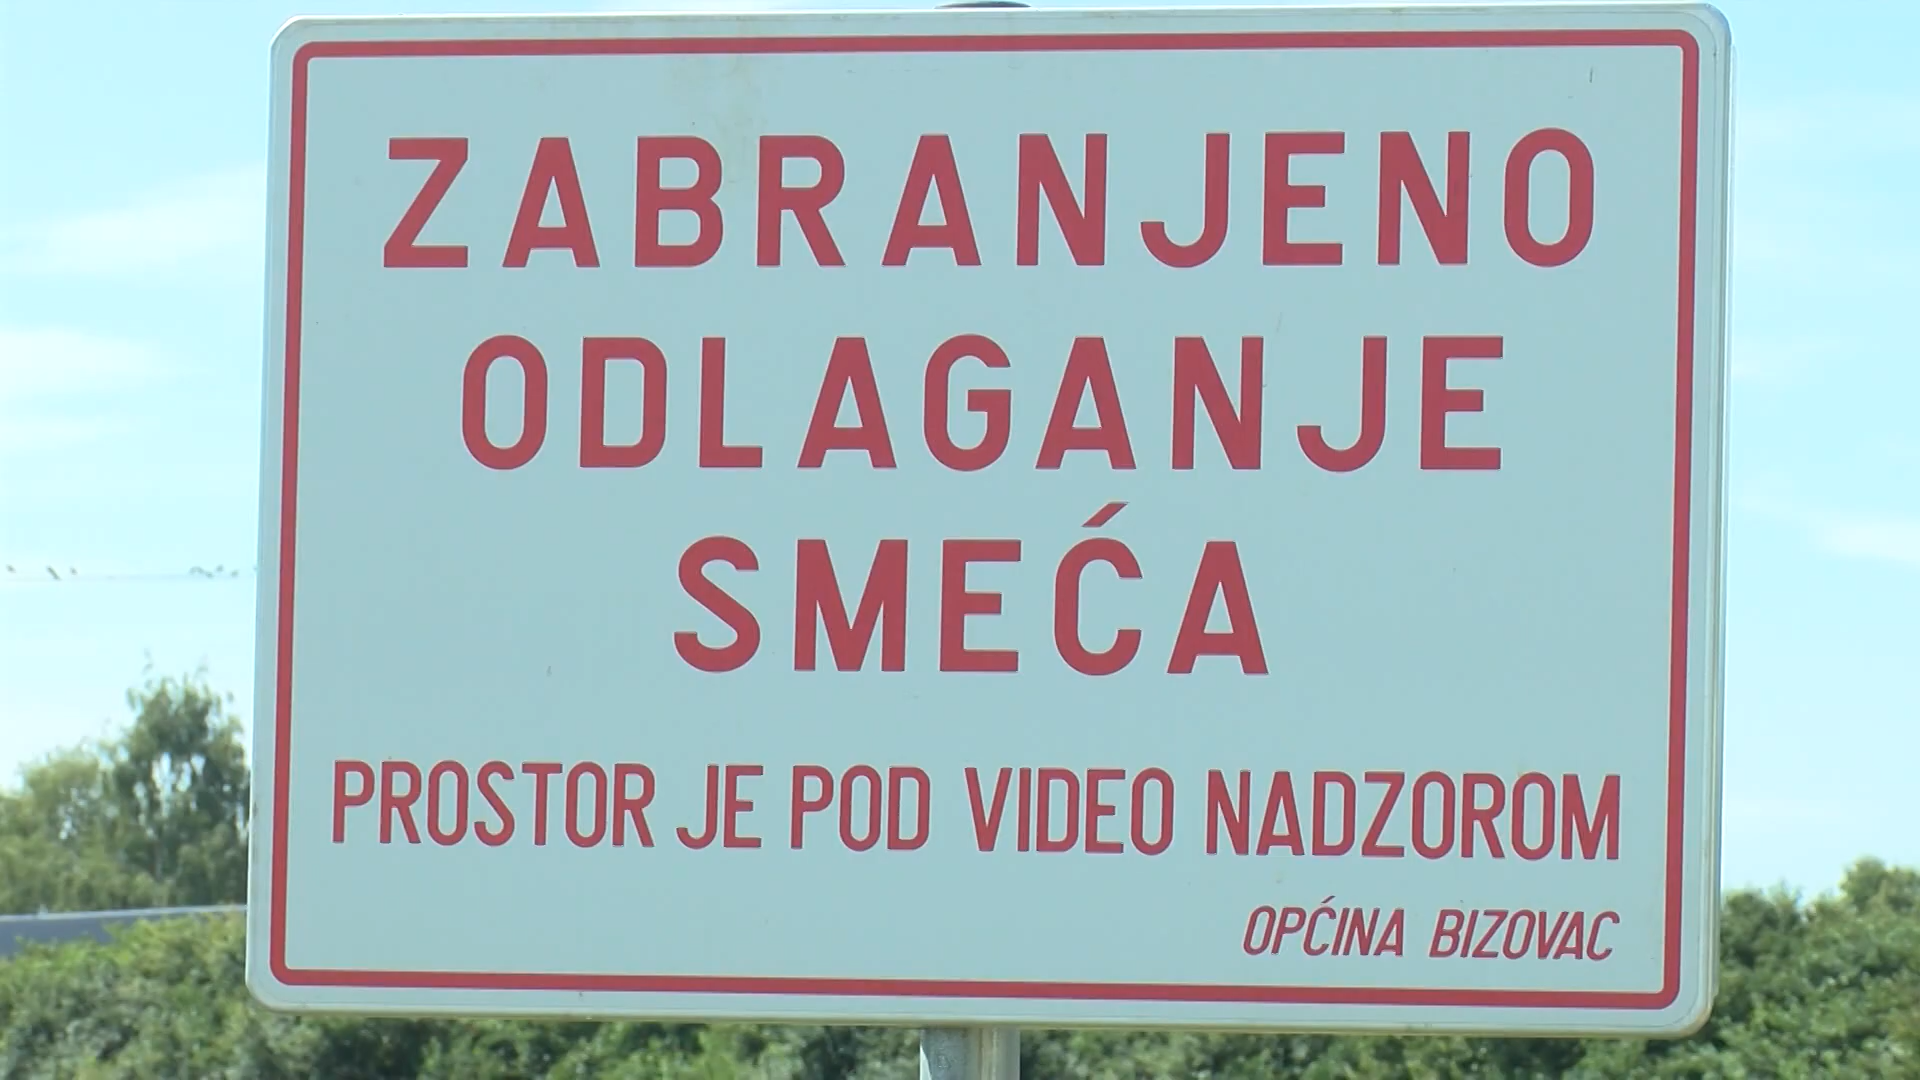 ZABRANJENO
ODLAGANJE
SMEĆA
PROSTOR JE POD VIDEO NADZOROM
OPĆINA BIZOVAC